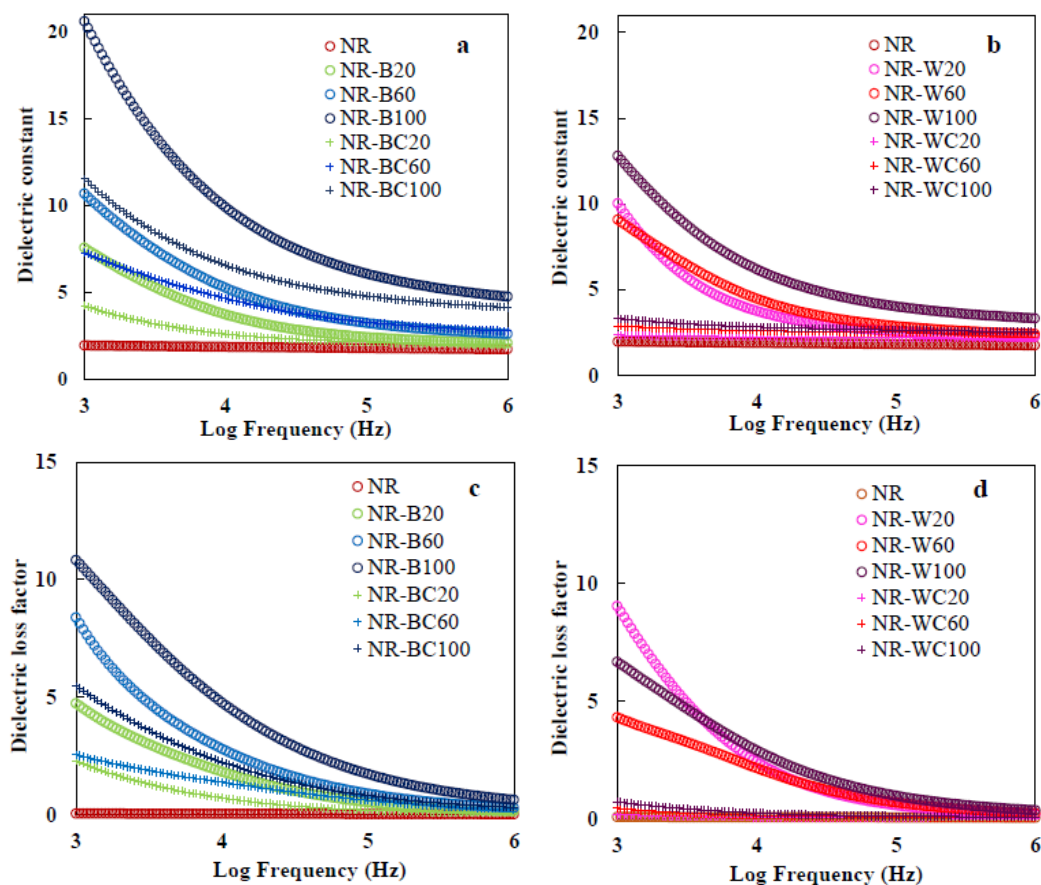 a
Dielectric constant
20
15
10
5
0
NR
NR-B20
NR-B60
NR-B100
NR-BC20
NR-BC60
NR-BC100
3
4
5
6
Log Frequency (Hz)
b
Dielectric constant
20
15
10
5
0
NR
NR-W20
NR-W60
NR-W100
NR-WC20
NR-WC60
NR-WC100
3
4
5
6
Log Frequency (Hz)
c
Dielectric loss factor
15
10
5
0
NR
NR-B20
NR-B60
NR-B100
NR-BC20
NR-BC60
NR-BC100
3
4
5
6
Log Frequency (Hz)
d
Dielectric loss factor
15
10
5
0
NR
NR-W20
NR-W60
NR-W100
NR-WC20
NR-WC60
NR-WC100
3
4
5
6
Log Frequency (Hz)